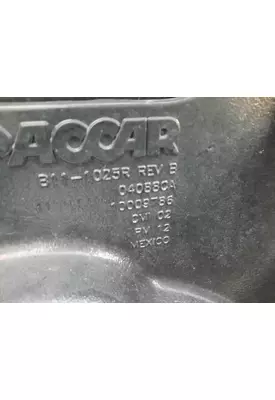 PACCAR
B11-1025R REV B
04088CA
10009786
CMI 02
PM 12
MEXICO